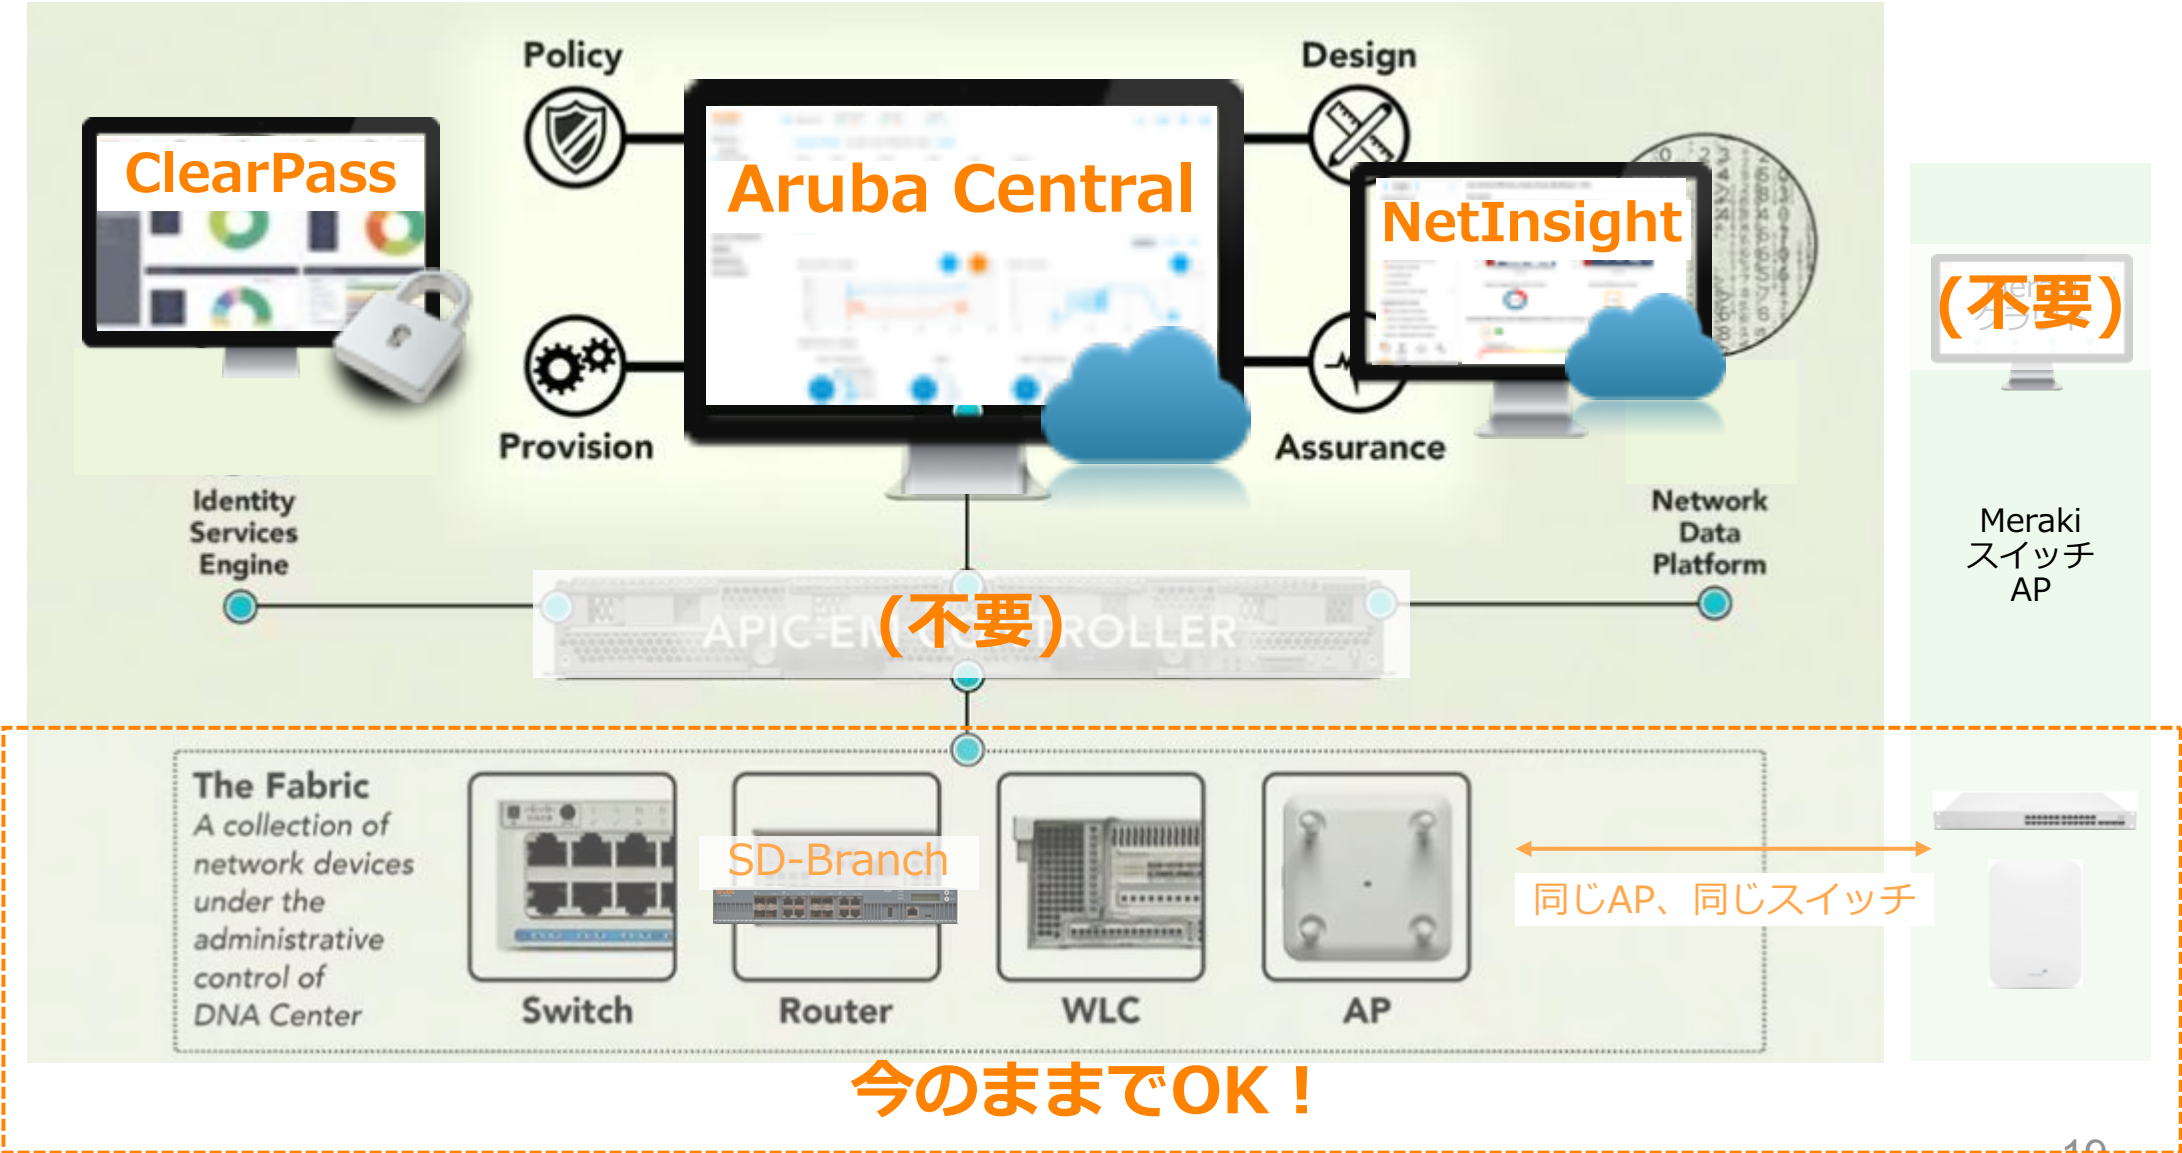 Policy
Design
ClearPass
Aruba Central
NetInsight
(不要)
Provision
Assurance
Identity
Services
Engine
Network
Data
Platform
Meraki
スイッチ
AP
(不要)
The Fabric
A collection of
network devices
under the
administrative
control of
DNA Center
SD-Branch
同じAP、同じスイッチ
Switch
Router
WLC
AP
今のままでOK！